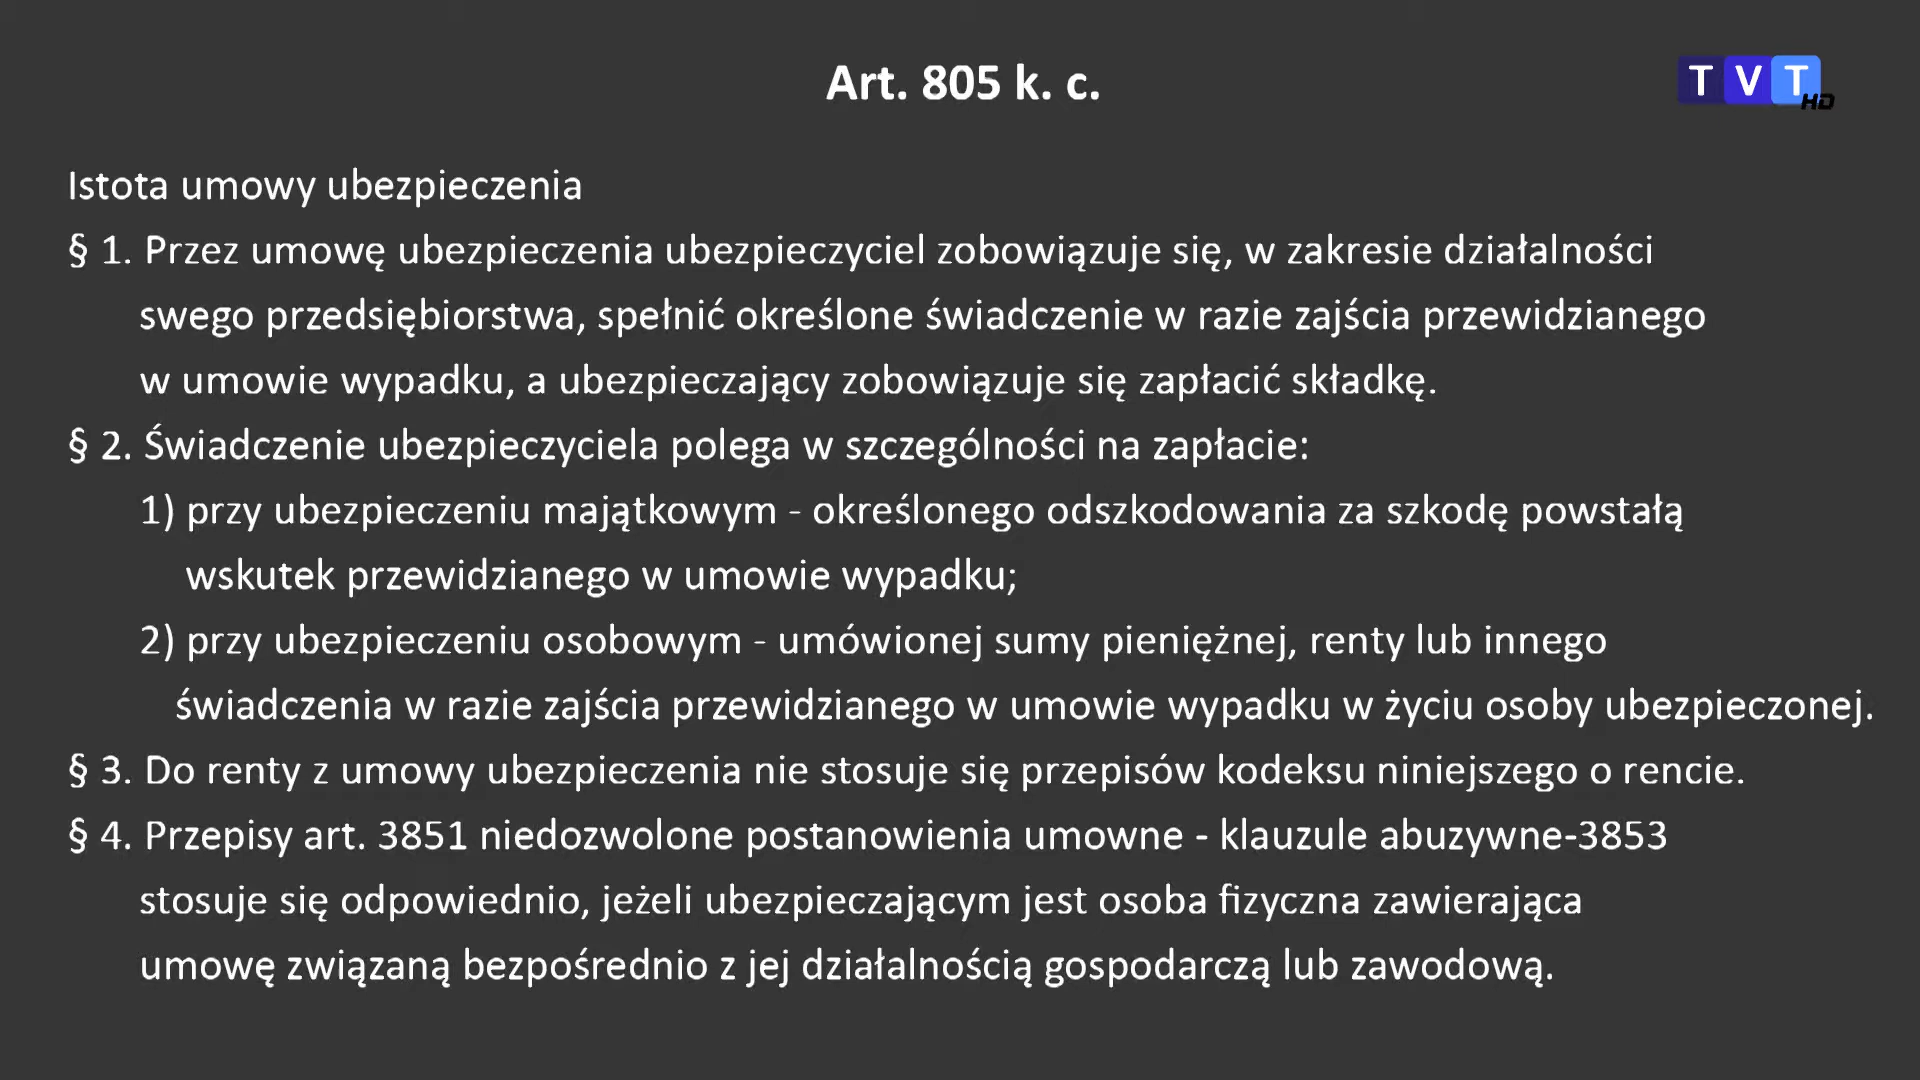 Art. 805 k. c.
TVT HD
Istota umowy ubezpieczenia
§ 1. Przez umowę ubezpieczenia ubezpieczyciel zobowiązuje się, w zakresie działalności
swego przedsiębiorstwa, spełnić określone świadczenie w razie zajścia przewidzianego
w umowie wypadku, a ubezpieczający zobowiązuje się zapłacić składkę.
§ 2. Świadczenie ubezpieczyciela polega w szczególności na zapłacie:
1) przy ubezpieczeniu majątkowym - określonego odszkodowania za szkodę powstałą
wskutek przewidzianego w umowie wypadku;
2) przy ubezpieczeniu osobowym - umówionej sumy pieniężnej, renty lub innego
świadczenia w razie zajścia przewidzianego w umowie wypadku w życiu osoby ubezpieczonej.
§ 3. Do renty z umowy ubezpieczenia nie stosuje się przepisów kodeksu niniejszego o rencie.
§ 4. Przepisy art. 3851 niedozwolone postanowienia umowne - klauzule abuzywne-3853
stosuje się odpowiednio, jeżeli ubezpieczającym jest osoba fizyczna zawierająca
umowę związaną bezpośrednio z jej działalnością gospodarczą lub zawodową.